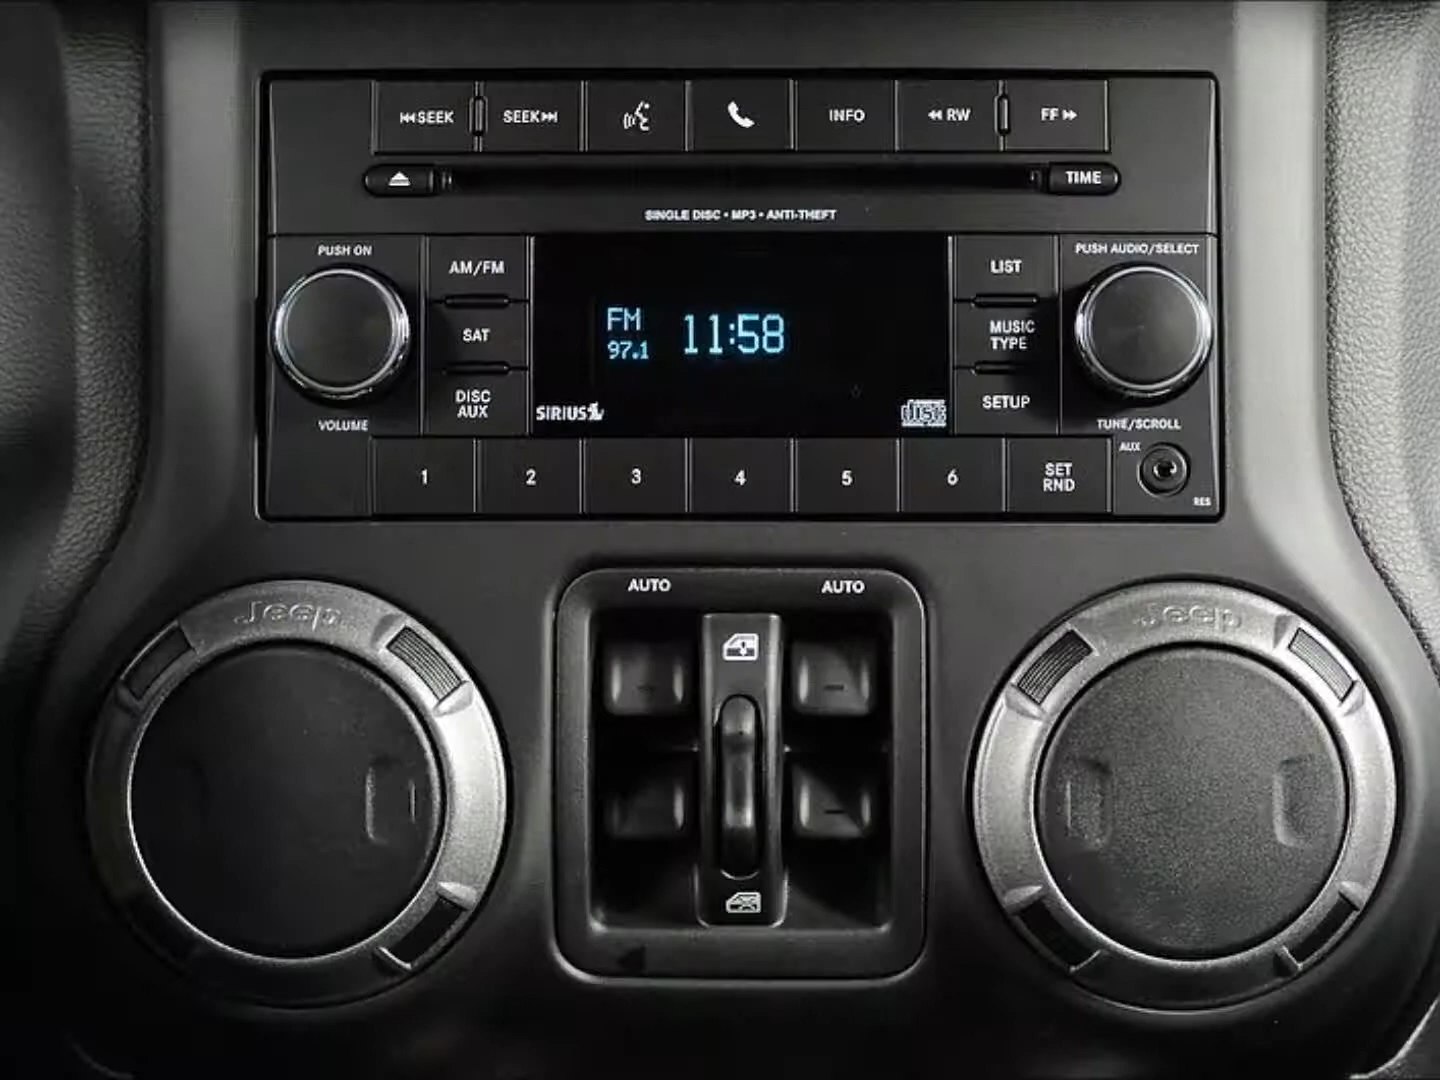 SEEK
SEEK
INFO
RW
FF
TIME
SINGLE DISC • MP3 • ANTI-THEFT
PUSH ON
PUSH AUDIO/SELECT
AM/FM
LIST
SAT
FM
97.1
11:58
MUSIC
TYPE
DISC
AUX
SIRIUS
disc
SETUP
VOLUME
TUNE/SCROLL
AUX
1
2
3
4
5
6
SET
RND
RES
AUTO
AUTO
Jeep
Jeep